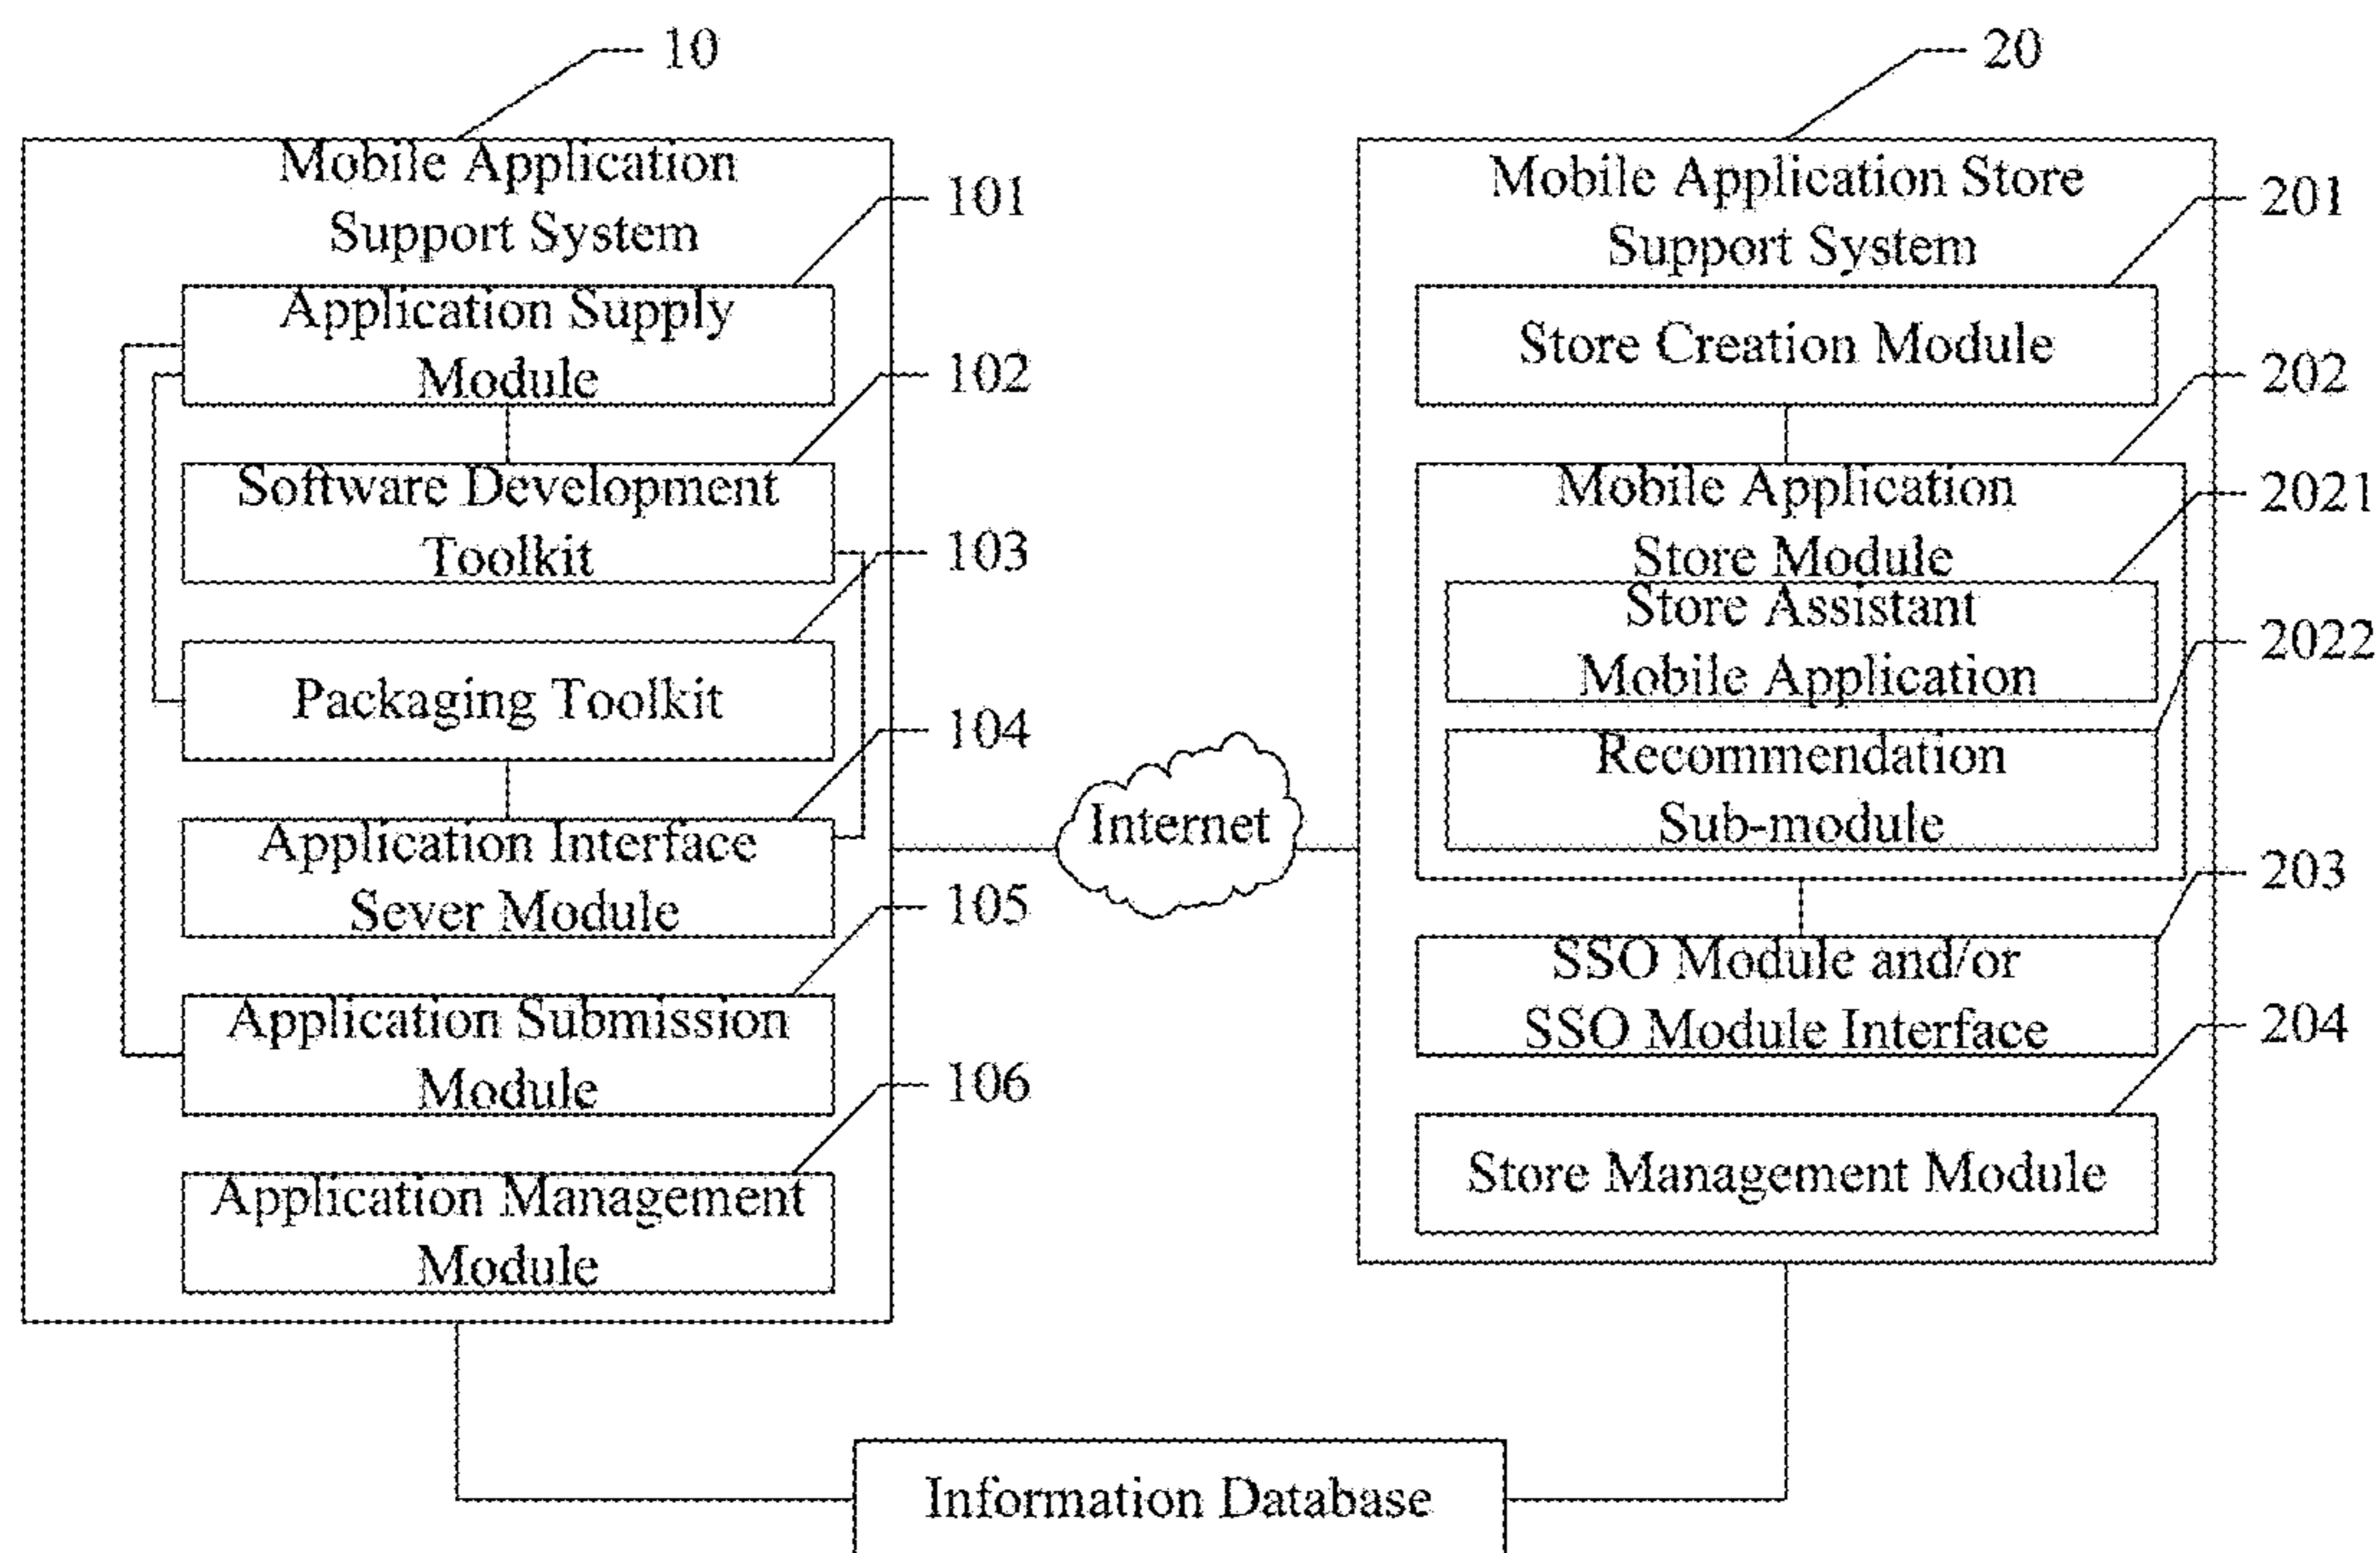 10
20
Mobile Application
Support System
101
Application Supply
Module
102
Software Development
Toolkit
103
Packaging Toolkit
104
Application Interface
Sever Module
105
Application Submission
Module
106
Application Management
Module
Internet
Mobile Application Store
Support System
201
Store Creation Module
202
Mobile Application
Store Module
2021
Store Assistant
Mobile Application
2022
Recommendation
Sub-module
203
SSO Module and/or
SSO Module Interface
204
Store Management Module
Information Database